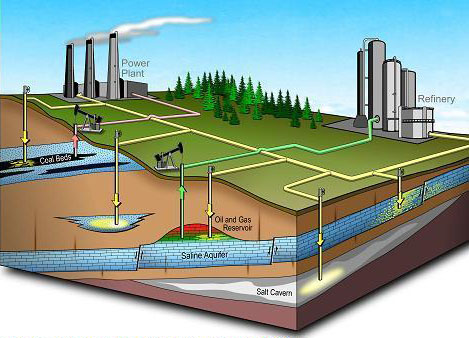 Power
Plant
Refinery
Coal Beds
Oil and Gas
Reservoir
Saline Aquifer
Salt Cavern